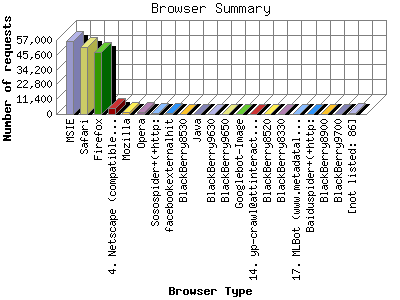 Browser Summary
Number of requests
57,000
45,600
34,200
22,800
11,400
0
MSIE
Safari
Firefox
4. Netscape (compatible...
Mozilla
Opera
Sosospider+(+http:
facebookexternalhit
BlackBerry8530
Java
BlackBerry9630
BlackBerry9650
Googlebot-Image
14. yp-crawl@attinteract...
BlackBerry8520
BlackBerry8330
17. MLBot (www.metadatal...
Baiduspider+(+http:
BlackBerry8900
BlackBerry9700
[not listed: 86]
Browser Type